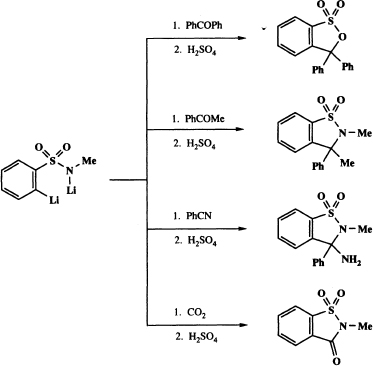 1. PhCOPh
2. H₂SO₄
O O
S
O
Ph Ph
1. PhCOMe
2. H₂SO₄
O O
S
N—Me
Ph Me
O O
S
N
Me
Li
Li
1. PhCN
2. H₂SO₄
O O
S
N—Me
Ph NH₂
1. CO₂
2. H₂SO₄
O O
S
N—Me
O